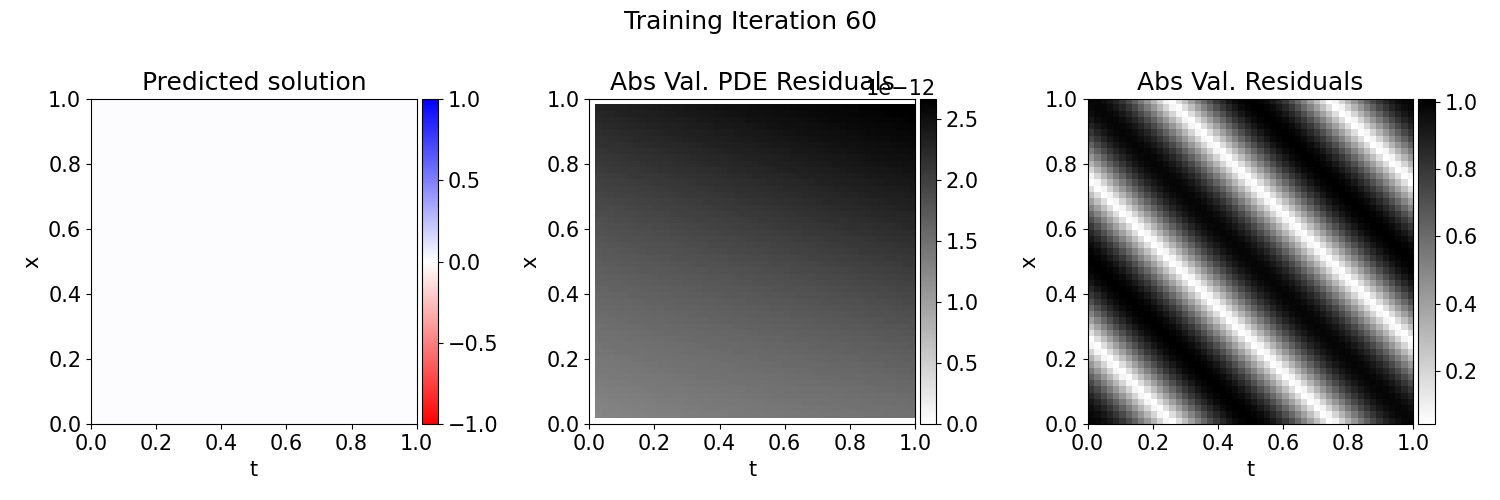 Training Iteration 60
Predicted solution
1.0
0.8
0.6
0.4
0.2
0.0
x
0.0 0.2 0.4 0.6 0.8 1.0
t
1.0
0.5
0.0
−0.5
−1.0
Abs Val. PDE Residuals
1e−12
1.0
0.8
0.6
0.4
0.2
0.0
x
0.0 0.2 0.4 0.6 0.8 1.0
t
2.5
2.0
1.5
1.0
0.5
0.0
Abs Val. Residuals
1.0
0.8
0.6
0.4
0.2
0.0
x
0.0 0.2 0.4 0.6 0.8 1.0
t
1.0
0.8
0.6
0.4
0.2